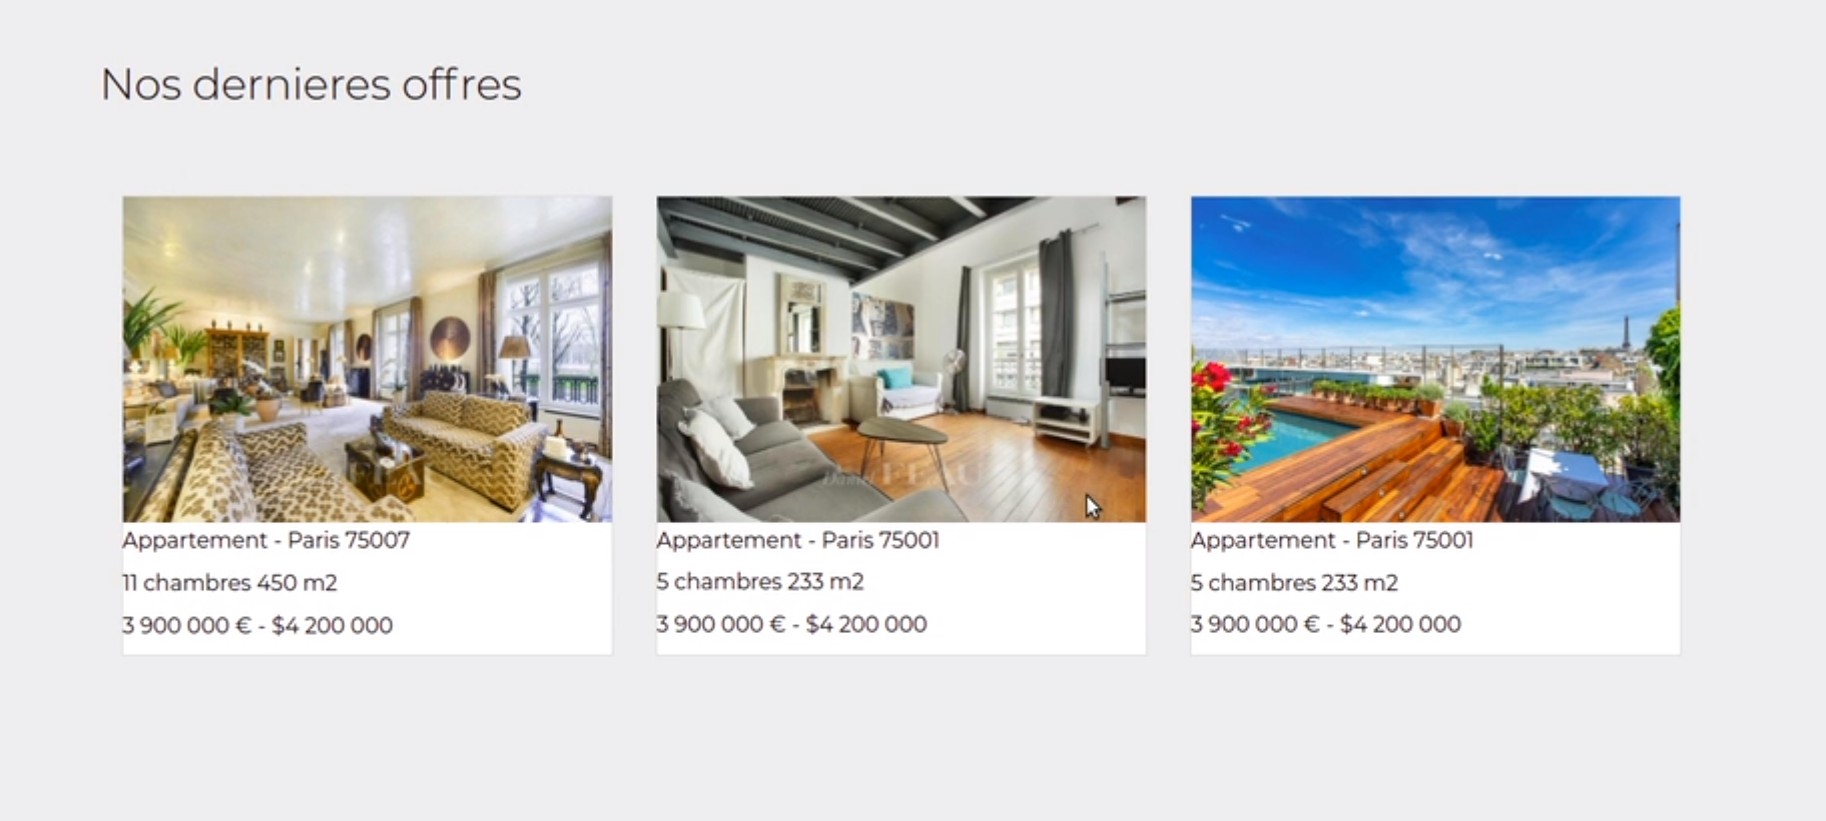 Nos dernieres offres
Appartement - Paris 75007
11 chambres 450 m2
3 900 000 € - $4 200 000
Daniel FEAU
Appartement - Paris 75001
5 chambres 233 m2
3 900 000 € - $4 200 000
Appartement - Paris 75001
5 chambres 233 m2
3 900 000 € - $4 200 000